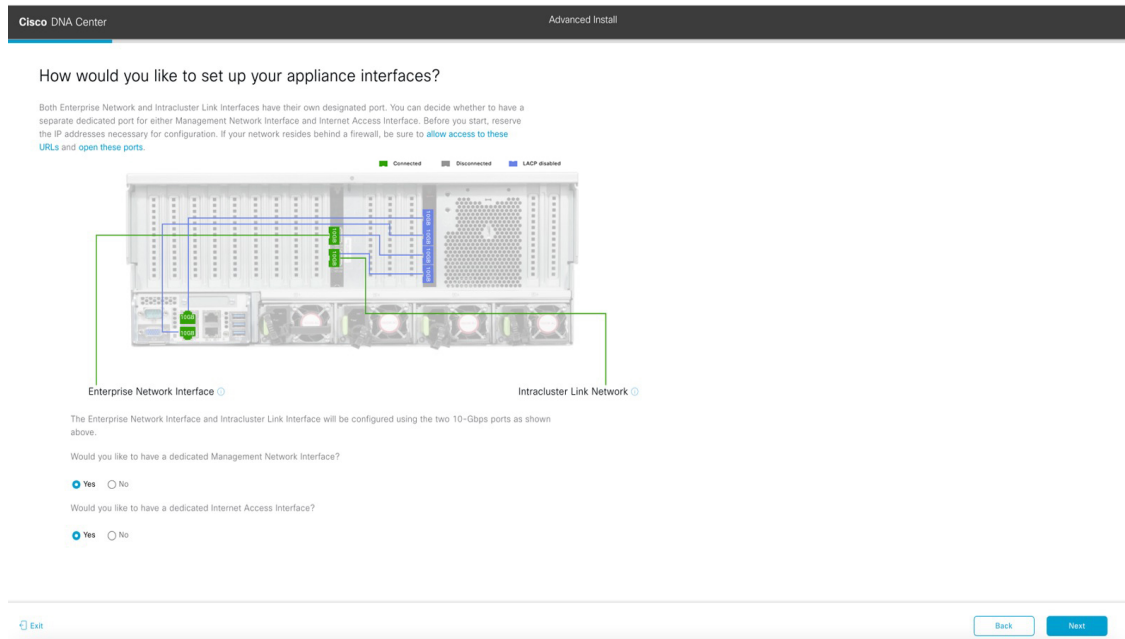 Cisco DNA Center
Advanced Install
How would you like to set up your appliance interfaces?
Both Enterprise Network and Intracluster Link Interfaces have their own designated port. You can decide whether to have a
separate dedicated port for either Management Network Interface and Internet Access Interface. Before you start, reserve
the IP addresses necessary for configuration. If your network resides behind a firewall, be sure to allow access to these
URLs and open these ports.
Connected Disconnected LACP disabled
10GB
10GB
10GB
10GB
10GB
10GB
10GB
10GB
Enterprise Network Interface
Intracluster Link Network
The Enterprise Network Interface and Intracluster Link Interface will be configured using the two 10-Gbps ports as shown
above.
Would you like to have a dedicated Management Network Interface?
Yes No
Would you like to have a dedicated Internet Access Interface?
Yes No
Exit
Back
Next